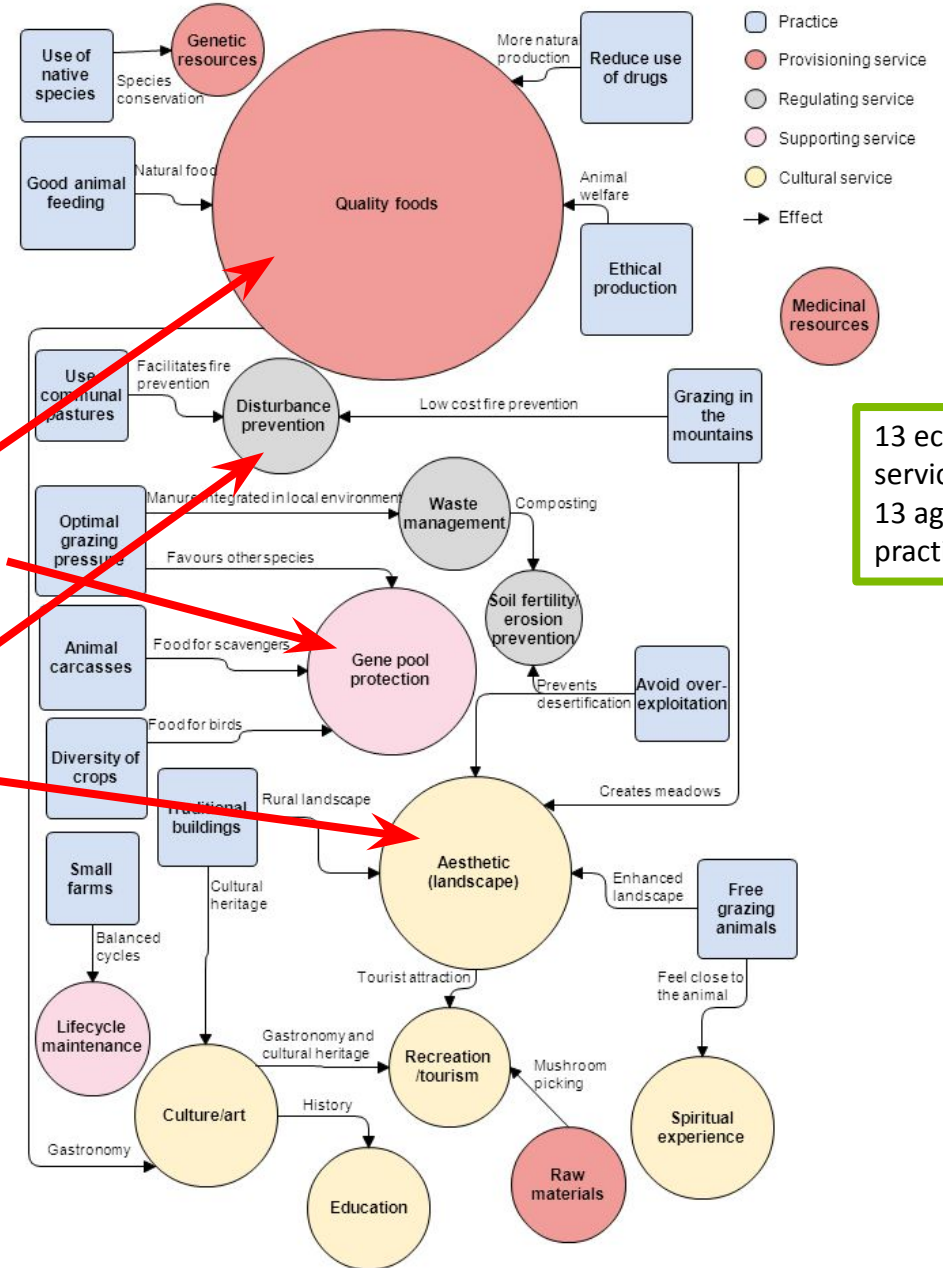 Use of
native
species
Species
conservation
Genetic
resources
More natural
production
Reduce use
of drugs
Practice
Provisioning service
Regulating service
Supporting service
Cultural service
Effect
Good animal
feeding
Natural food
Quality foods
Animal
welfare
Ethical
production
Medicinal
resources
Use
communal
pastures
Facilitates fire
prevention
Disturbance
prevention
Low cost fire prevention
Grazing in
the
mountains
13
services
13
Optimal
grazing
pressure
Manure integrated in local environment
Waste
management
Composting
Favours other species
Soil fertility/
erosion
prevention
Animal
carcasses
Food for scavengers
Gene pool
protection
Prevents
desertification
Avoid over-
exploitation
Diversity of
crops
Food for birds
Traditional
buildings
Rural landscape
Creates meadows
Aesthetic
(landscape)
Small
farms
Cultural
heritage
Enhanced
landscape
Free
grazing
animals
Balanced
cycles
Tourist attraction
Feel close to
the animal
Lifecycle
maintenance
Gastronomy and
cultural heritage
Recreation
/tourism
Mushroom
picking
Culture/art
History
Spiritual
experience
Gastronomy
Education
Raw
materials